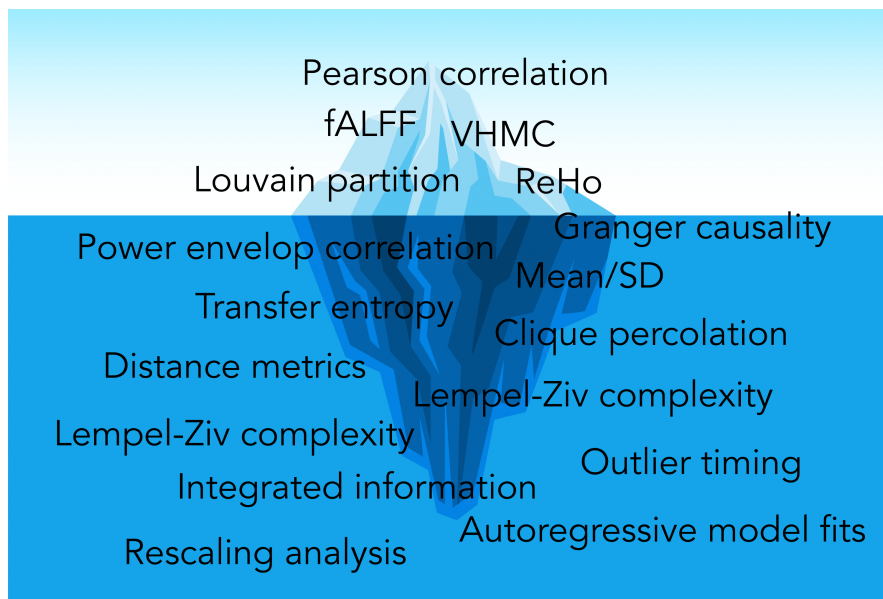 Pearson correlation
fALFF
VHMC
Louvain partition
ReHo
Granger causality
Power envelop correlation
Mean/SD
Transfer entropy
Clique percolation
Distance metrics
Lempel-Ziv complexity
Lempel-Ziv complexity
Outlier timing
Integrated information
Autoregressive model fits
Rescaling analysis